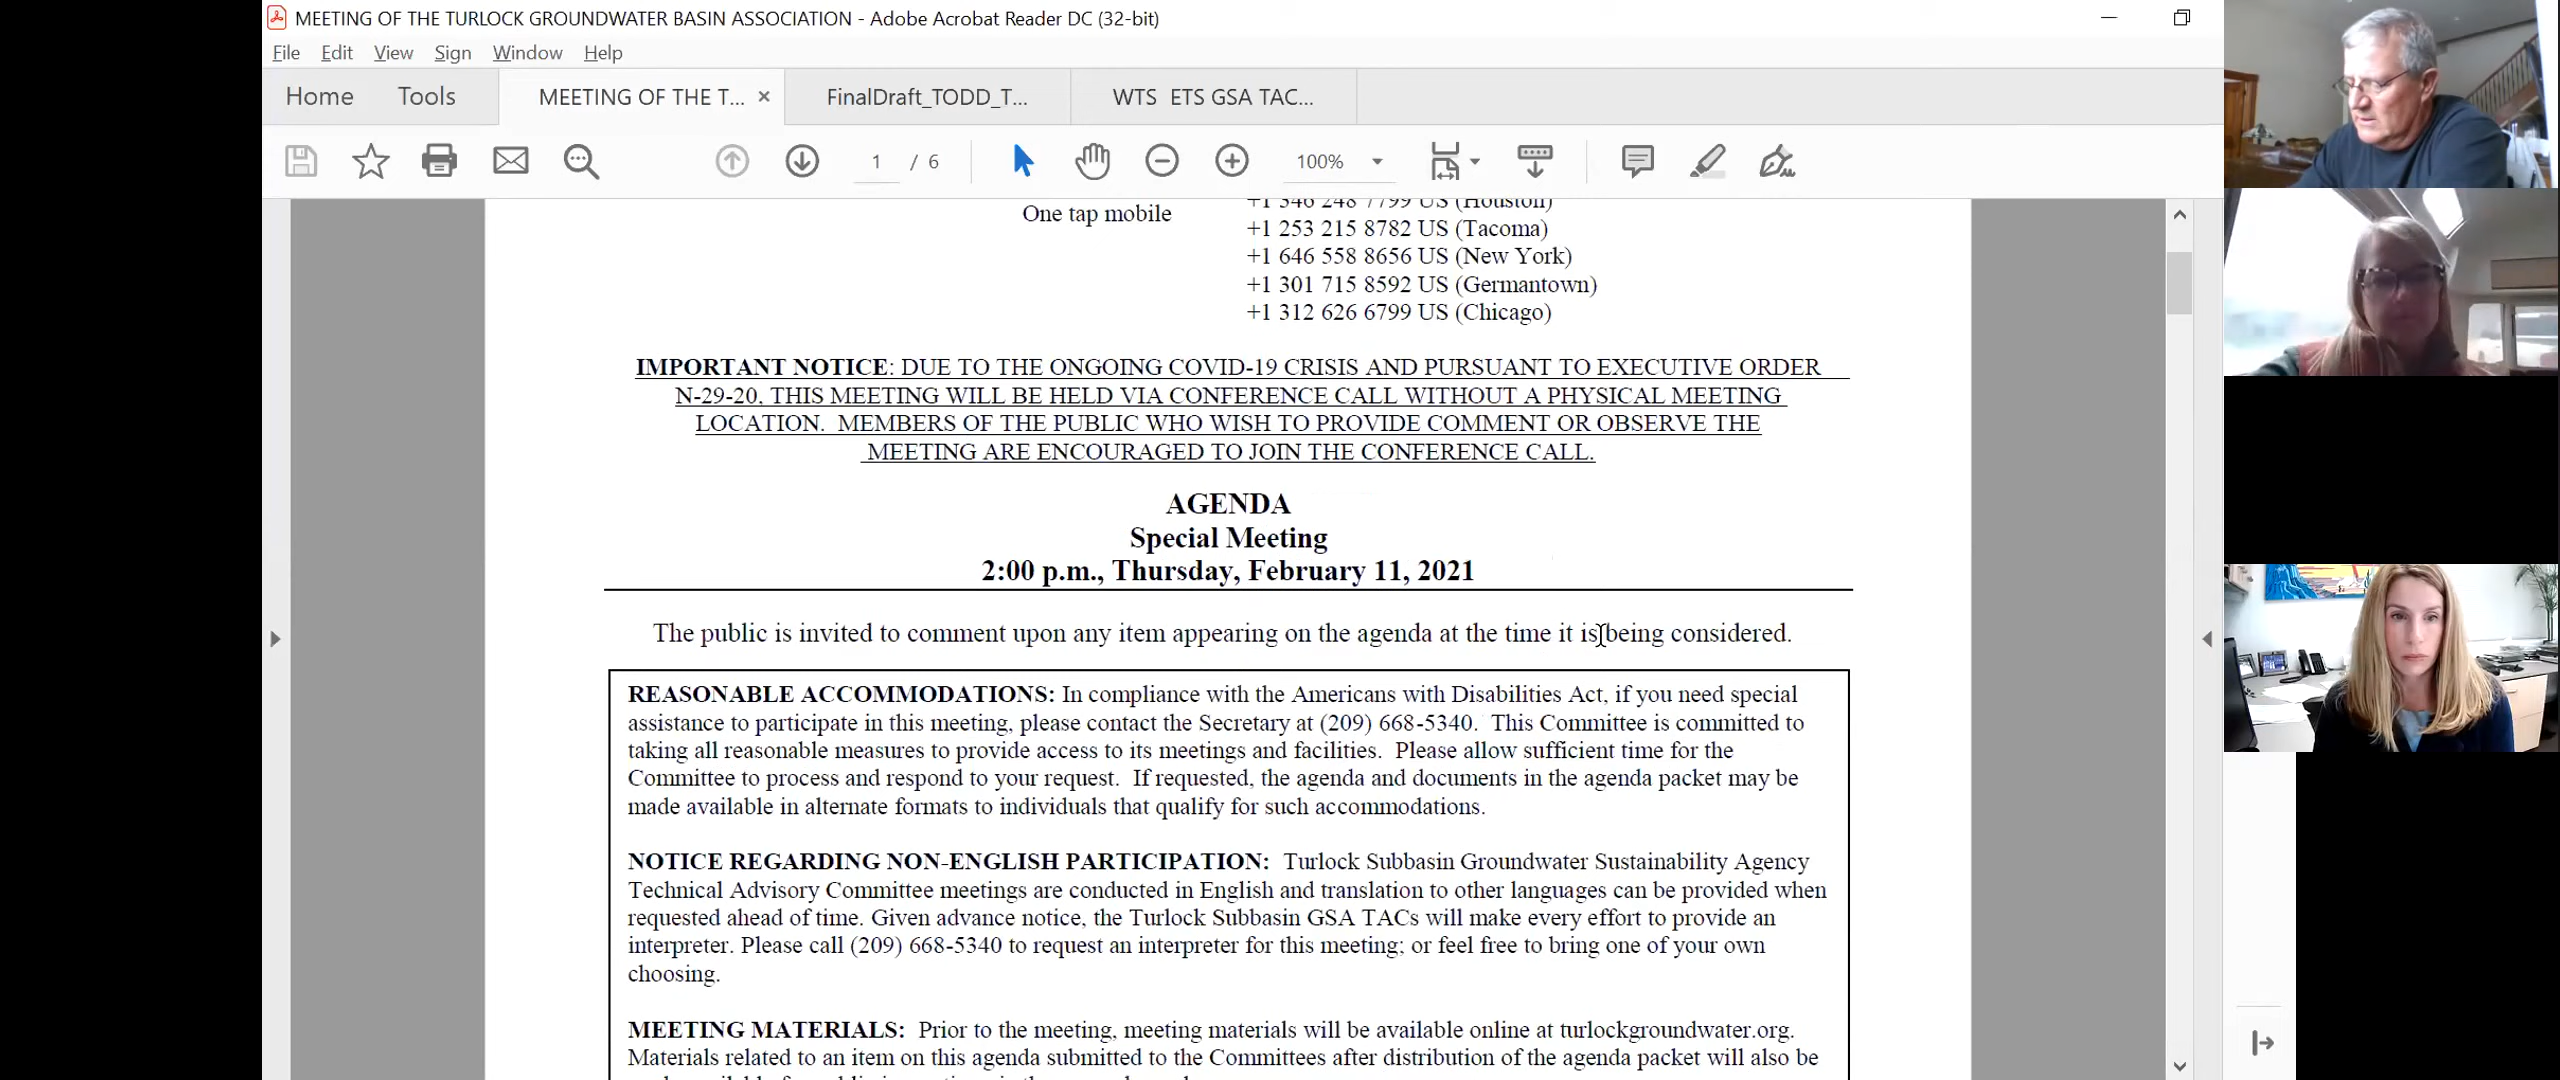 MEETING OF THE TURLOCK GROUNDWATER BASIN ASSOCIATION - Adobe Acrobat Reader DC (32-bit)
File Edit View Sign Window Help
Home Tools MEETING OF THE T... × FinalDraft_TODD_T... WTS ETS GSA TAC...
1 / 6 100%
+1 346 248 7799 US (Houston)
One tap mobile
+1 253 215 8782 US (Tacoma)
+1 646 558 8656 US (New York)
+1 301 715 8592 US (Germantown)
+1 312 626 6799 US (Chicago)
IMPORTANT NOTICE: DUE TO THE ONGOING COVID-19 CRISIS AND PURSUANT TO EXECUTIVE ORDER
N-29-20, THIS MEETING WILL BE HELD VIA CONFERENCE CALL WITHOUT A PHYSICAL MEETING
LOCATION. MEMBERS OF THE PUBLIC WHO WISH TO PROVIDE COMMENT OR OBSERVE THE
MEETING ARE ENCOURAGED TO JOIN THE CONFERENCE CALL.
AGENDA
Special Meeting
2:00 p.m., Thursday, February 11, 2021
The public is invited to comment upon any item appearing on the agenda at the time it is being considered.
REASONABLE ACCOMMODATIONS: In compliance with the Americans with Disabilities Act, if you need special
assistance to participate in this meeting, please contact the Secretary at (209) 668-5340. This Committee is committed to
taking all reasonable measures to provide access to its meetings and facilities. Please allow sufficient time for the
Committee to process and respond to your request. If requested, the agenda and documents in the agenda packet may be
made available in alternate formats to individuals that qualify for such accommodations.
NOTICE REGARDING NON-ENGLISH PARTICIPATION: Turlock Subbasin Groundwater Sustainability Agency
Technical Advisory Committee meetings are conducted in English and translation to other languages can be provided when
requested ahead of time. Given advance notice, the Turlock Subbasin GSA TACs will make every effort to provide an
interpreter. Please call (209) 668-5340 to request an interpreter for this meeting; or feel free to bring one of your own
choosing.
MEETING MATERIALS: Prior to the meeting, meeting materials will be available online at turlockgroundwater.org.
Materials related to an item on this agenda submitted to the Committees after distribution of the agenda packet will also be